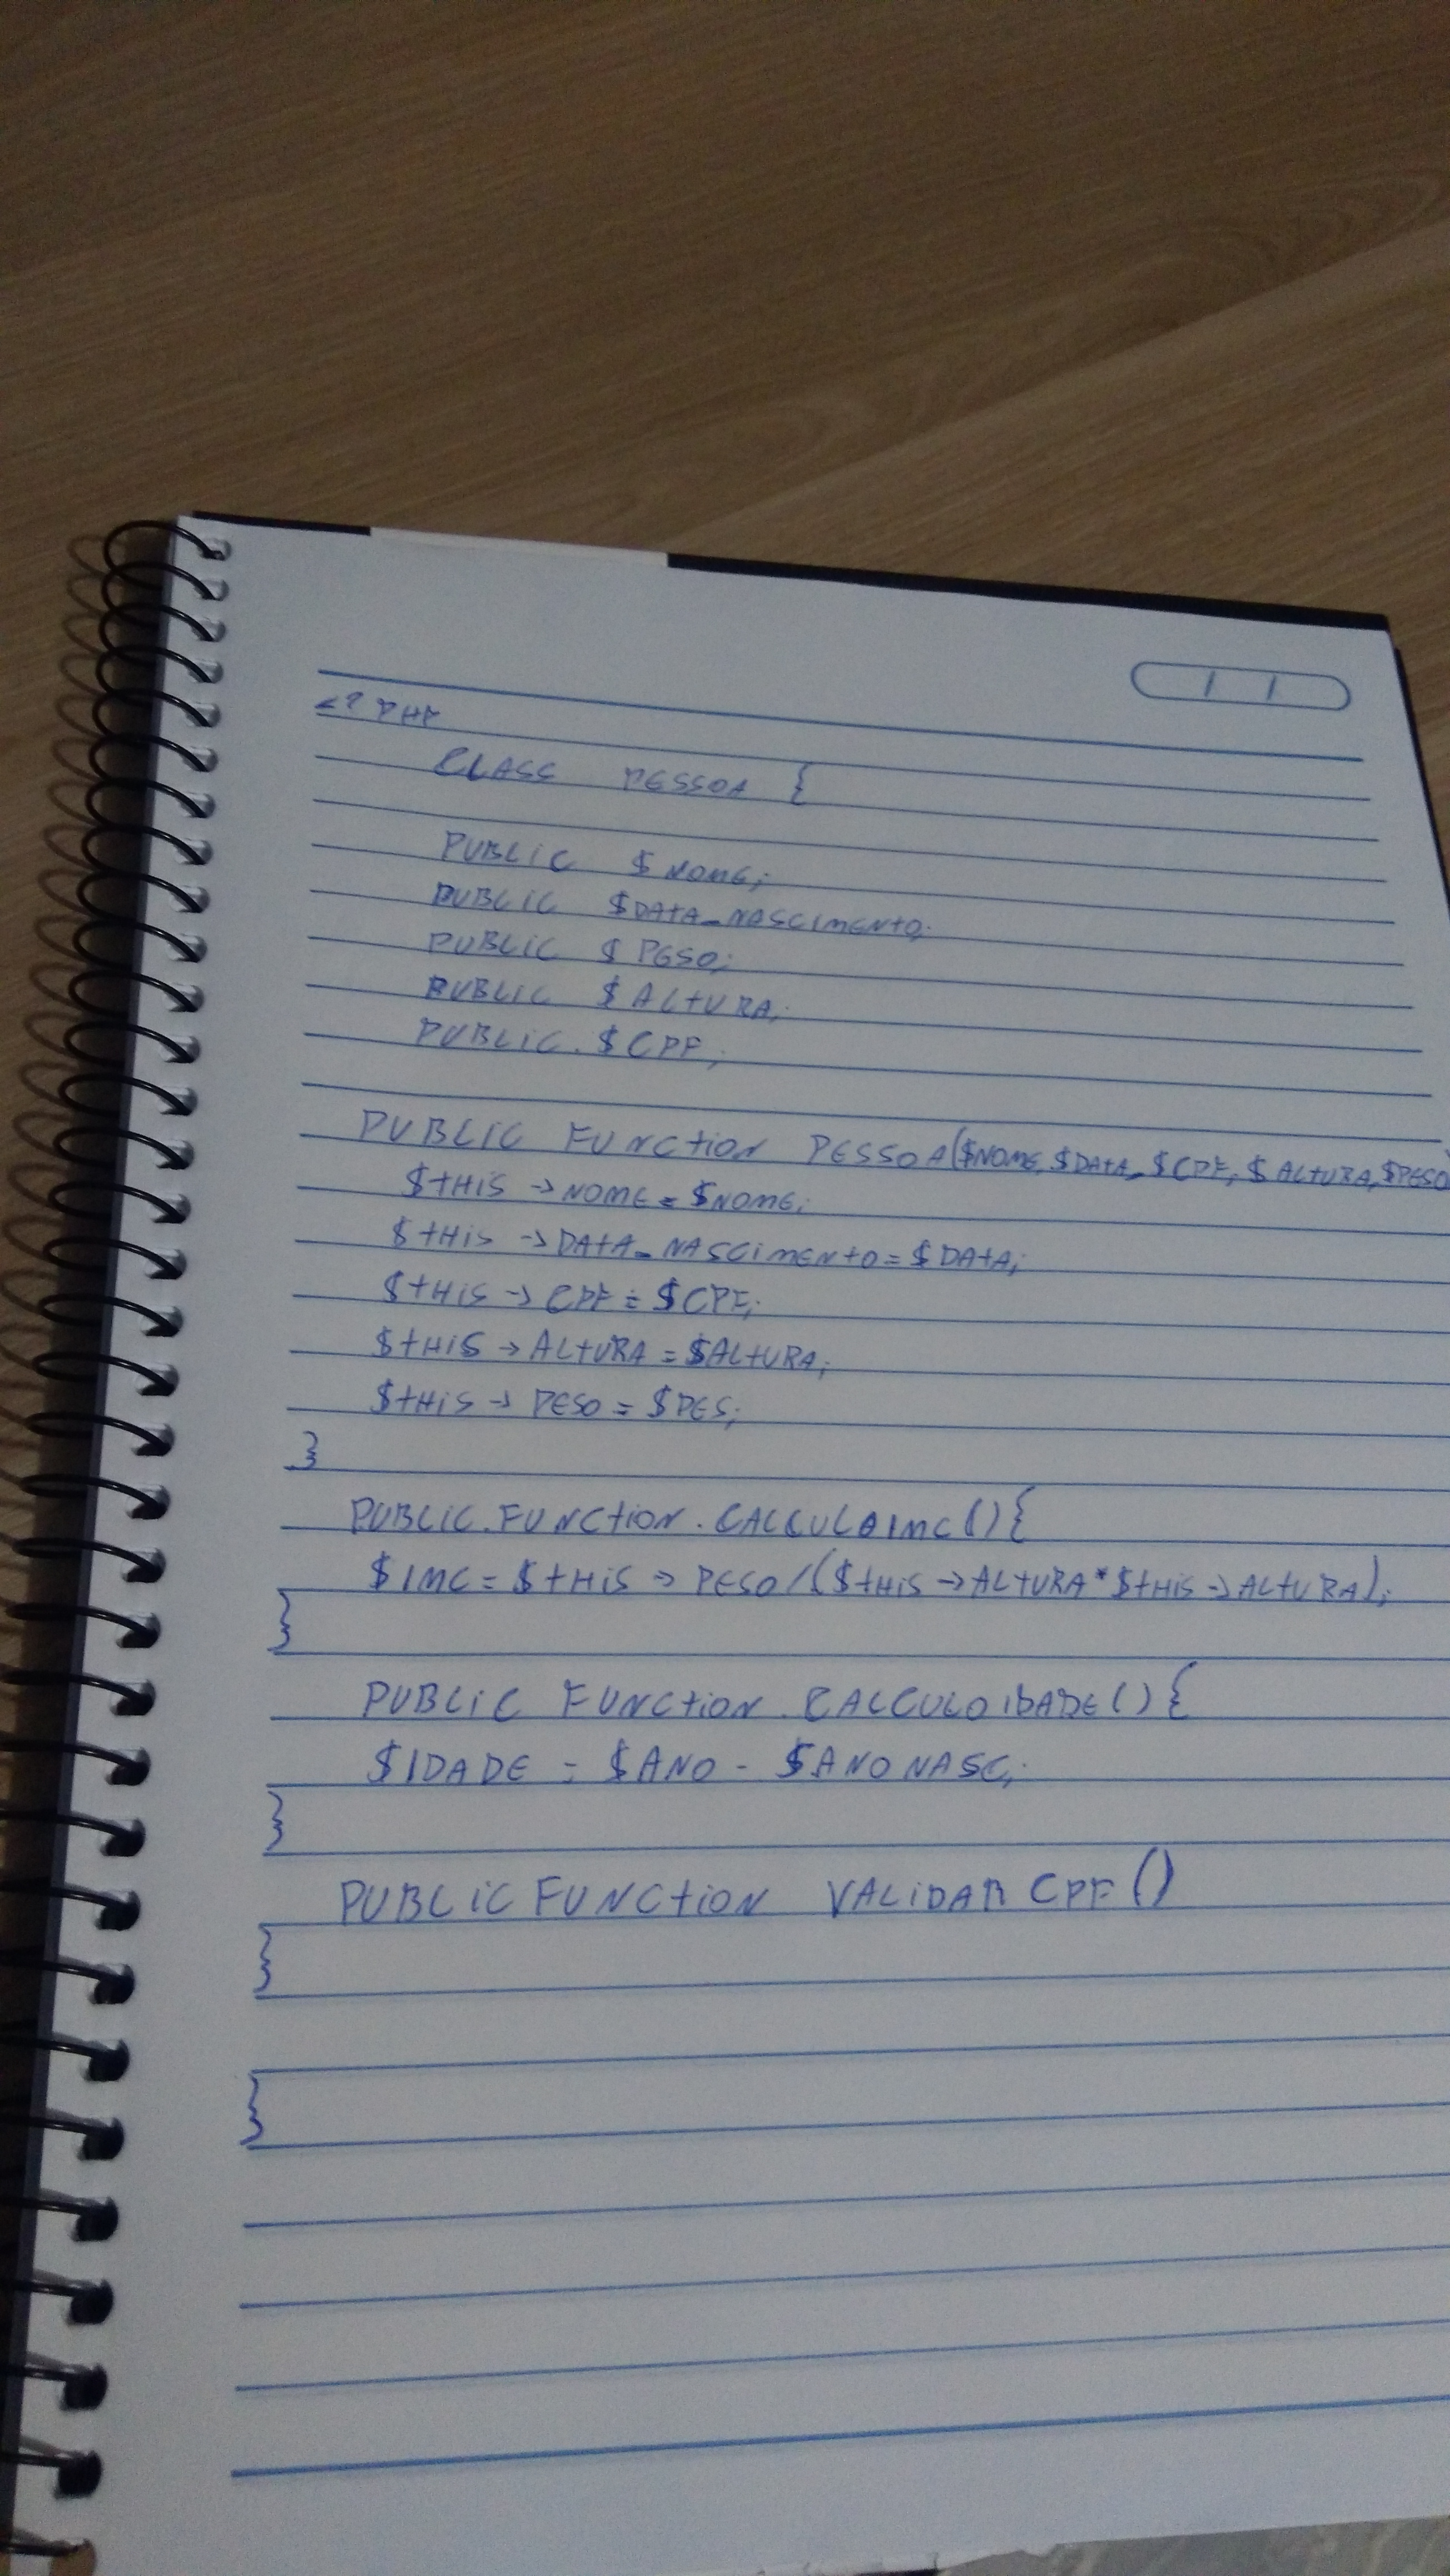 <? PHP
CLASS PESSOA {
PUBLIC $ NOME;
PUBLIC $DATA_NASCIMENTO;
PUBLIC $ PESO;
PUBLIC $ ALTURA;
PUBLIC. $CPF;
PUBLIC FUNCTION PESSOA($NOME, $DATA, $CPF, $ ALTURA, $PESO)
$THIS -> NOME = $NOME;
$THIS -> DATA_NASCIMENTO = $DATA;
$THIS -> CPF = $CPF;
$THIS -> ALTURA = $ALTURA;
$THIS -> PESO = $PES;
}
PUBLIC.FUNCTION.CALCULAIMC(){
$IMC = $THIS -> PESO/($THIS -> ALTURA*$THIS -> ALTURA);
}
PUBLIC FUNCTION.CALCULOIDADE(){
$IDADE = $ANO - $ANONASC;
}
PUBLIC FUNCTION VALIDAR CPF()
}
}